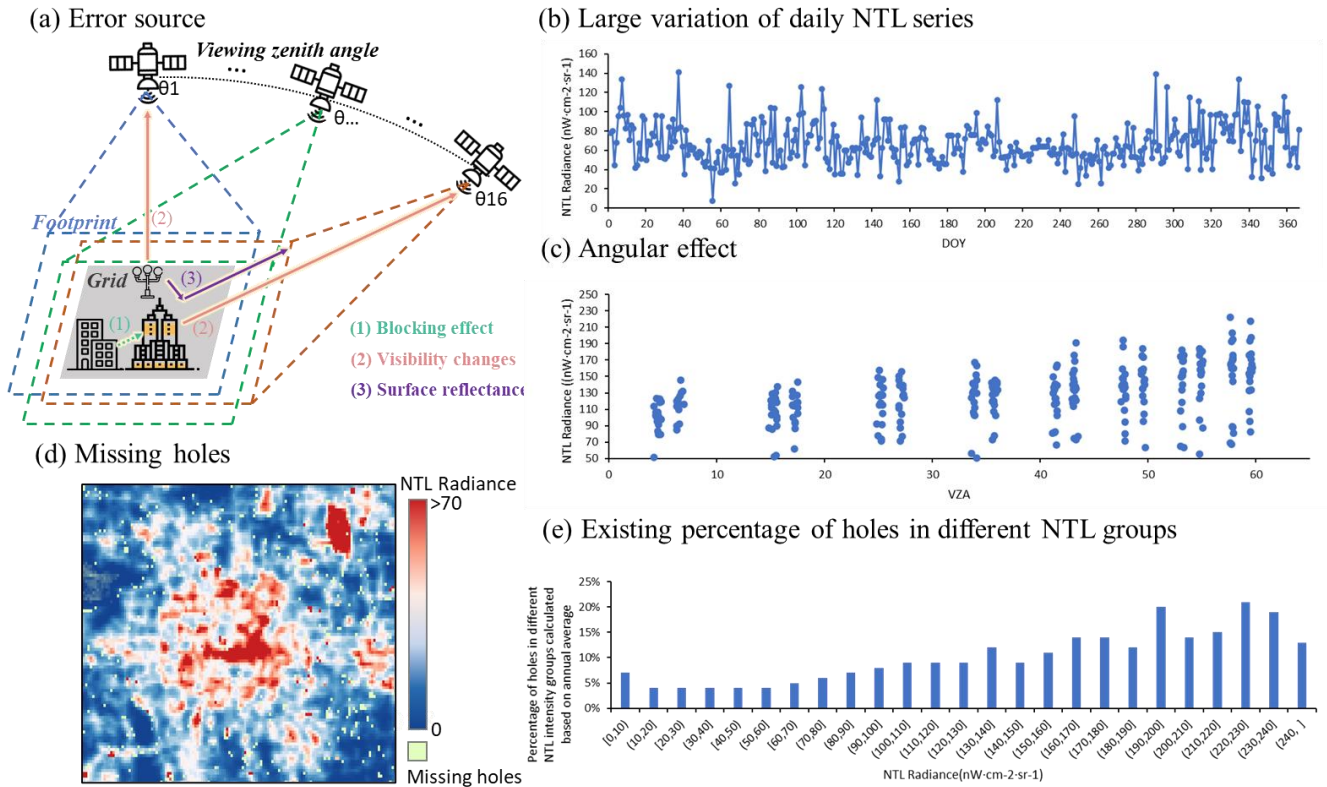 (a) Error source
Viewing zenith angle
...
...
θ1
θ...
θ16
Footprint
(2)
Grid
(3)
(1)
(2)
(1) Blocking effect
(2) Visibility changes
(3) Surface reflectance
(b) Large variation of daily NTL series
NTL Radiance (nW·cm-2·sr-1)
160
140
120
100
80
60
40
20
0
0 20 40 60 80 100 120 140 160 180 200 220 240 260 280 300 320 340 360
DOY
(c) Angular effect
NTL Radiance ((nW·cm-2·sr-1)
250
230
210
190
170
150
130
110
90
70
50
0 10 20 30 40 50 60
VZA
(d) Missing holes
NTL Radiance
>70
0
Missing holes
(e) Existing percentage of holes in different NTL groups
Percentage of holes in different
NTL intensity groups calculated
based on annual average
25%
20%
15%
10%
5%
0%
[0,10)
(10,20]
(20,30]
(30,40]
(40,50]
(50,60]
(60,70]
(70,80]
(80,90]
(90,100]
(100,110]
(110,120]
(120,130]
(130,140]
(140,150]
(150,160]
(160,170]
(170,180]
(180,190]
(190,200]
(200,210]
(210,220]
(220,230]
(230,240]
(240, ]
NTL Radiance(nW·cm-2·sr-1)